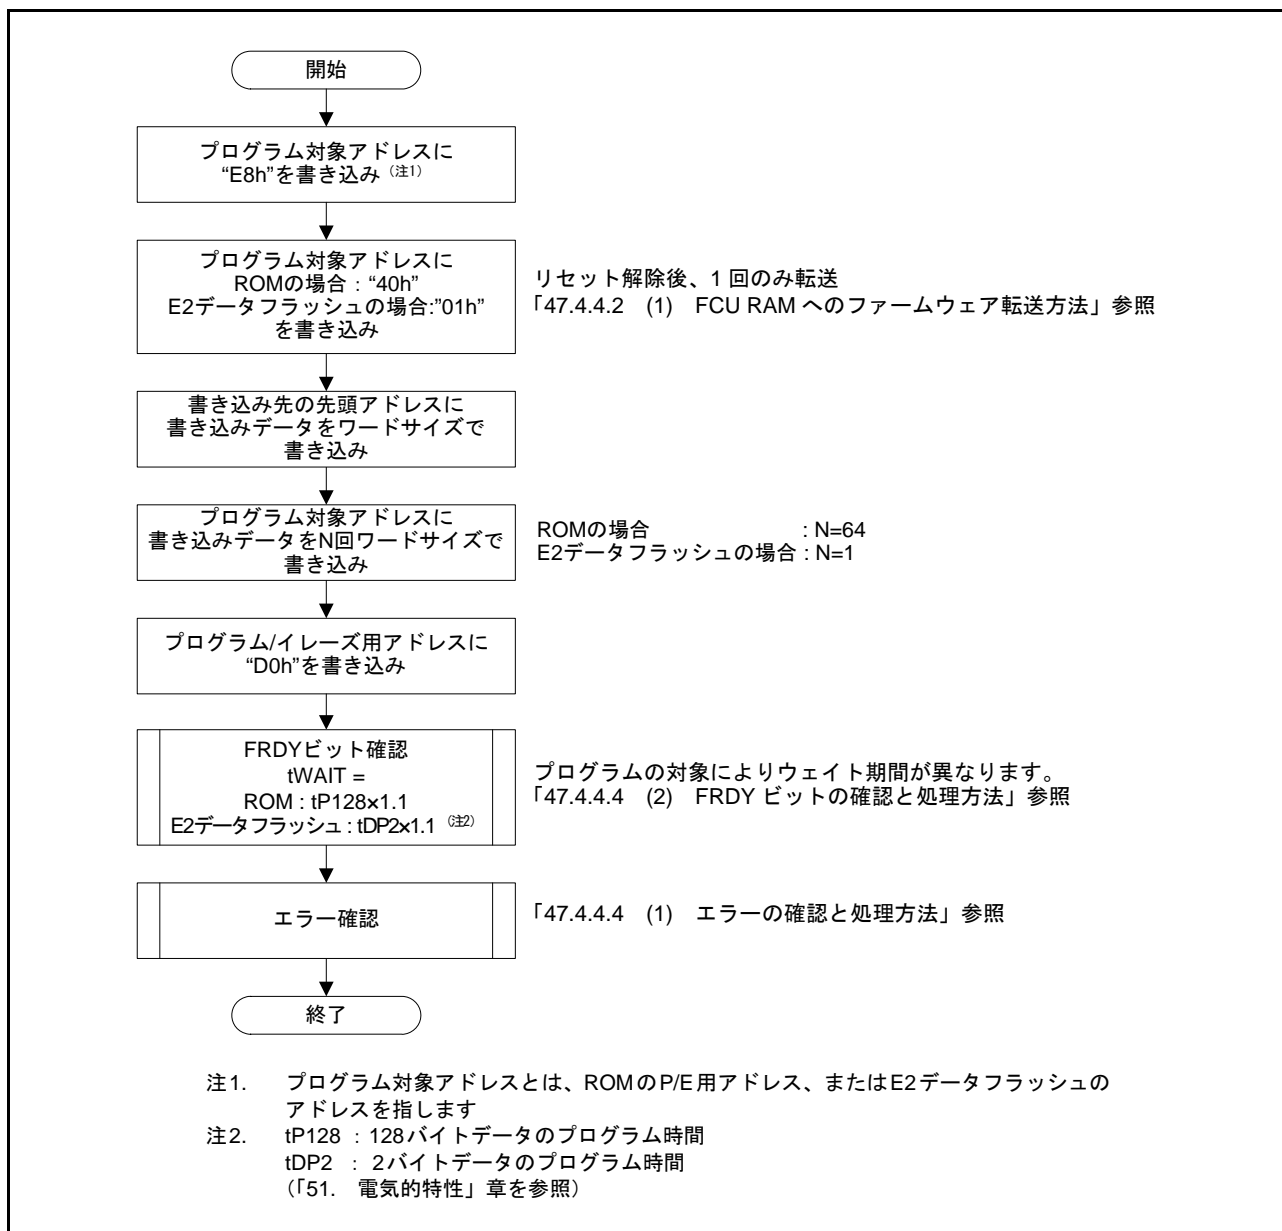 開始
プログラム対象アドレスに
“E8h”を書き込み（注1）
プログラム対象アドレスに
ROMの場合：“40h”
E2データフラッシュの場合:”01h”
を書き込み
リセット解除後、1 回のみ転送
「47.4.4.2　(1)　FCU RAM へのファームウェア転送方法」参照
書き込み先の先頭アドレスに
書き込みデータをワードサイズで
書き込み
プログラム対象アドレスに
書き込みデータをN回ワードサイズで
書き込み
ROMの場合　　　　　　　　: N=64
E2データフラッシュの場合 : N=1
プログラム/イレーズ用アドレスに
“D0h”を書き込み
FRDYビット確認
tWAIT =
ROM : tP128×1.1
E2データフラッシュ : tDP2×1.1（注2）
プログラムの対象によりウェイト期間が異なります。
「47.4.4.4　(2)　FRDY ビットの確認と処理方法」参照
エラー確認
「47.4.4.4　(1)　エラーの確認と処理方法」参照
終了
注1.　プログラム対象アドレスとは、ROMのP/E用アドレス、またはE2データフラッシュの
アドレスを指します
注2.　tP128 ：128バイトデータのプログラム時間
tDP2 ：2バイトデータのプログラム時間
（「51.　電気的特性」章を参照）